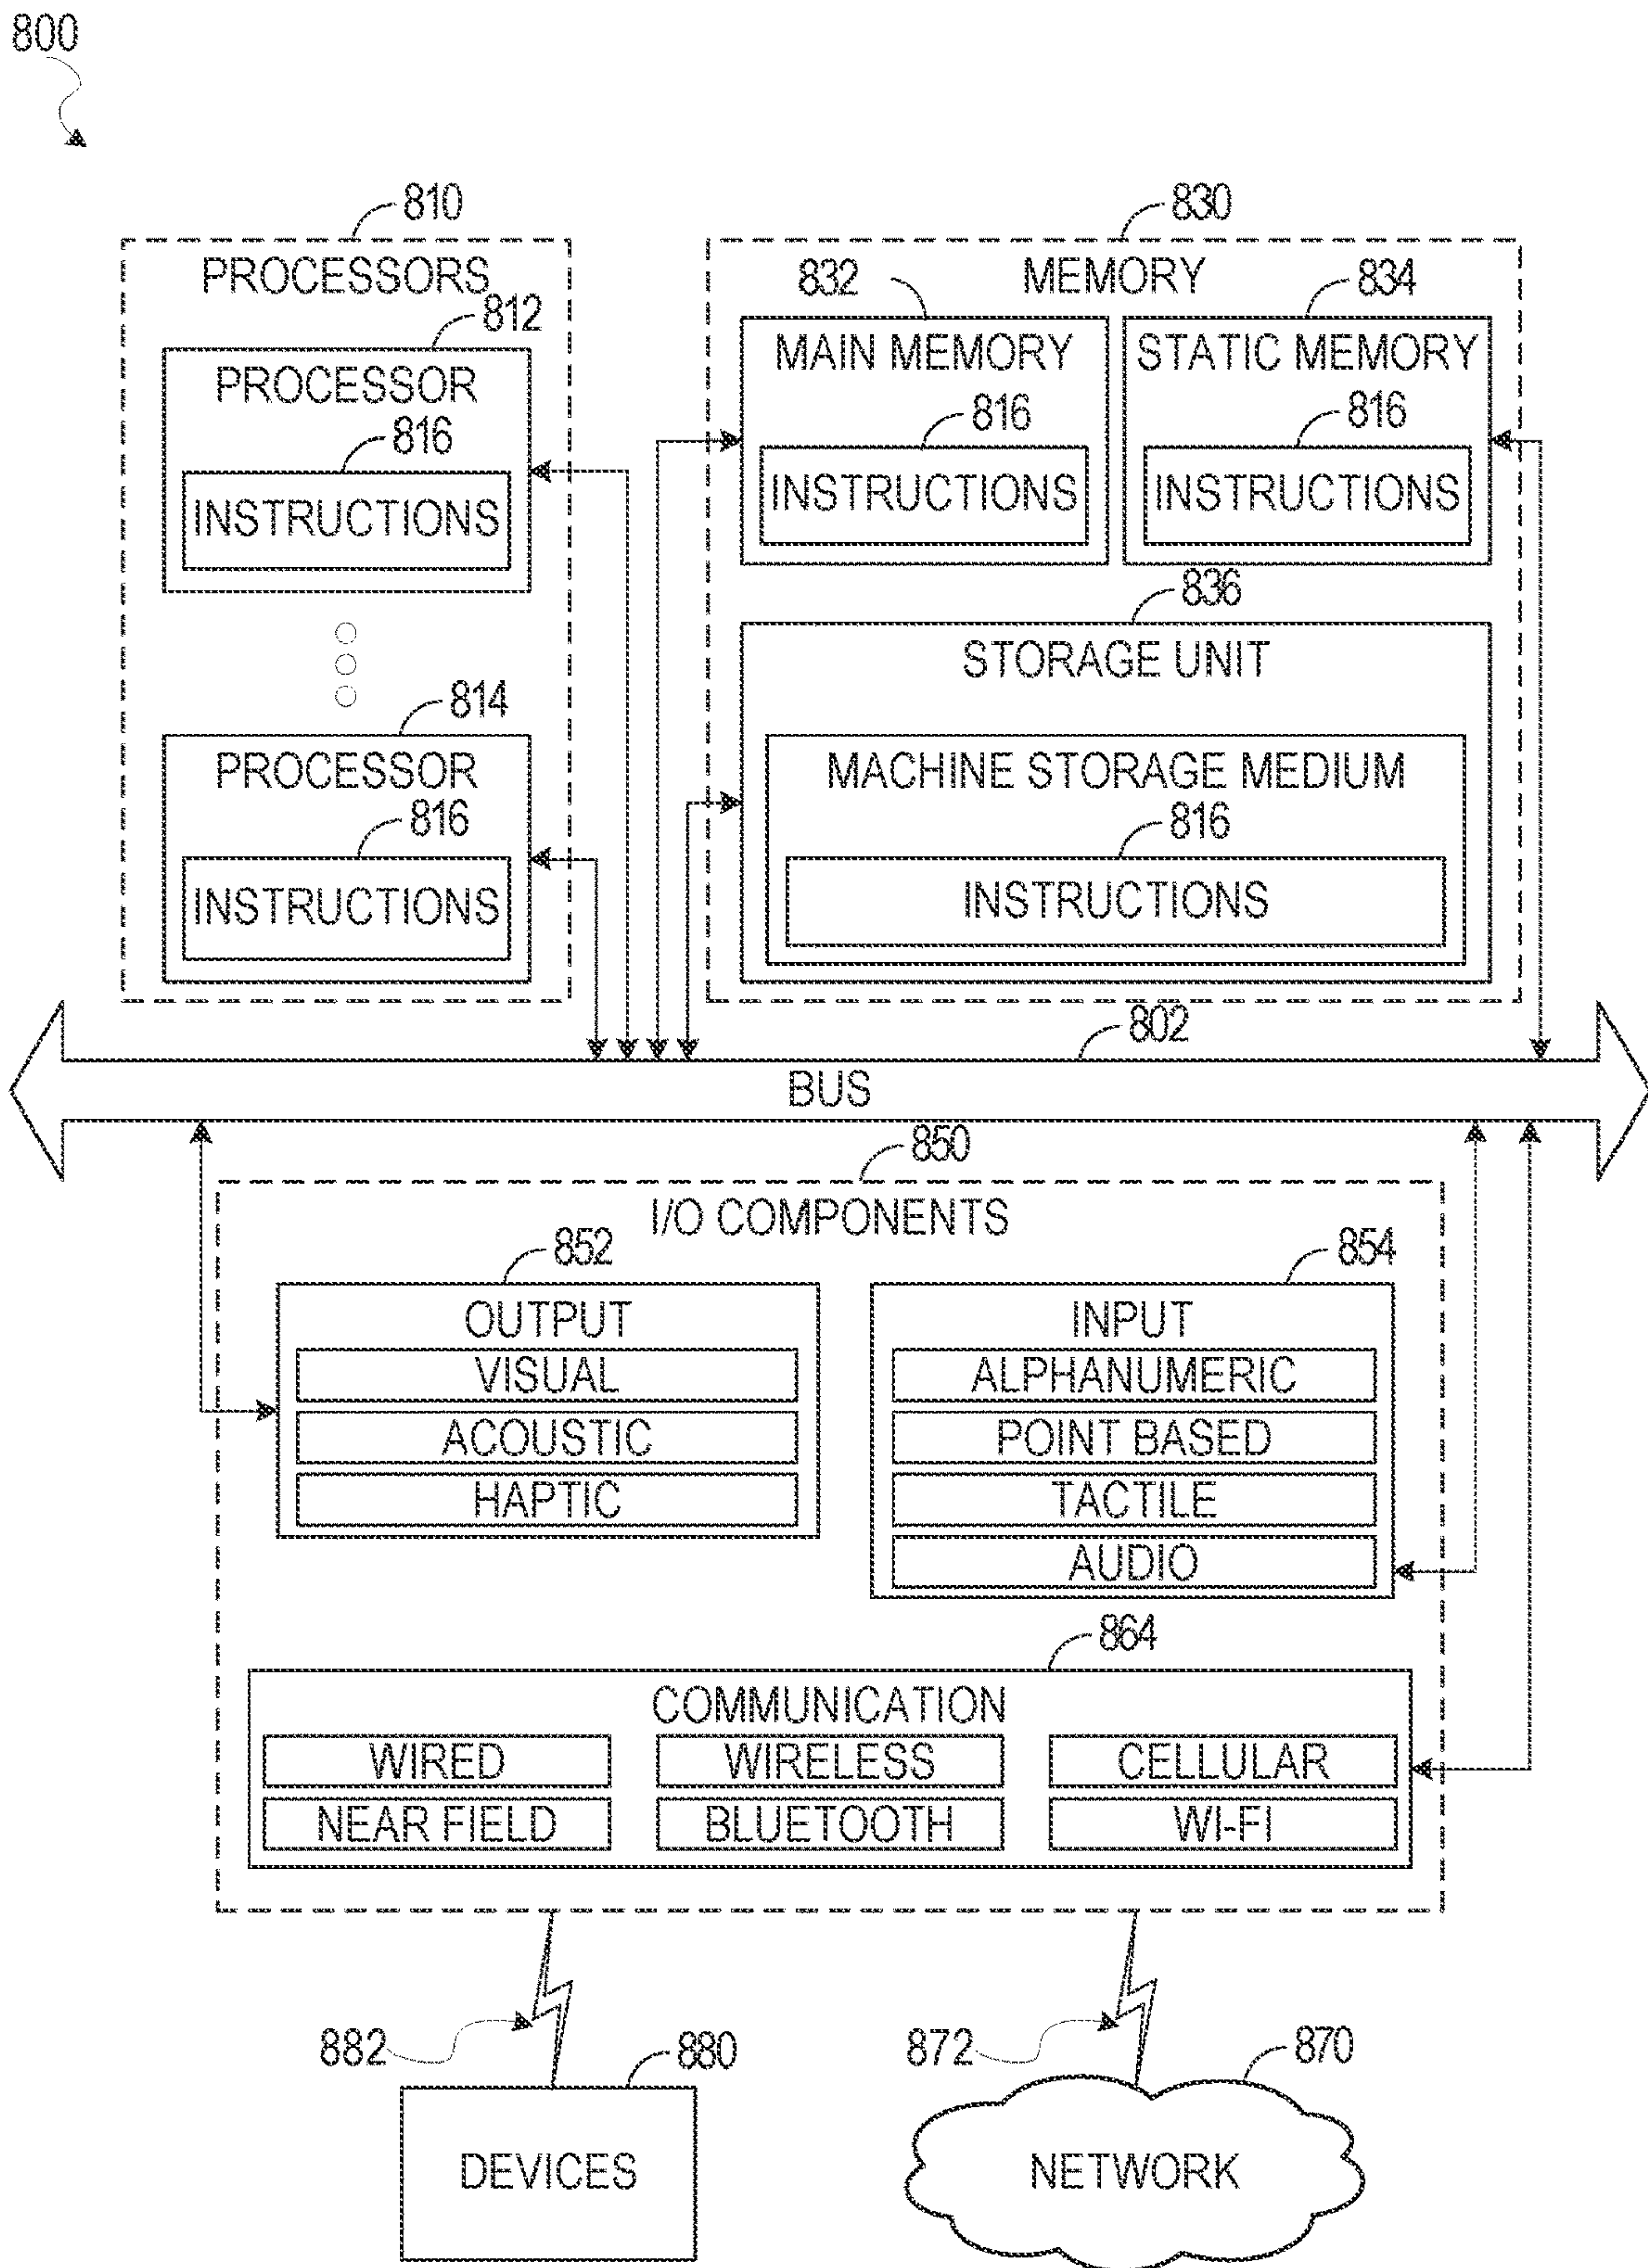 800
810
830
PROCESSORS
832
MEMORY
834
812
MAIN MEMORY
STATIC MEMORY
PROCESSOR
816
816
816
INSTRUCTIONS
INSTRUCTIONS
INSTRUCTIONS
836
STORAGE UNIT
814
PROCESSOR
MACHINE STORAGE MEDIUM
816
816
INSTRUCTIONS
INSTRUCTIONS
802
BUS
850
I/O COMPONENTS
852
854
OUTPUT
INPUT
VISUAL
ALPHANUMERIC
ACOUSTIC
POINT BASED
HAPTIC
TACTILE
AUDIO
864
COMMUNICATION
WIRED
WIRELESS
CELLULAR
NEAR FIELD
BLUETOOTH
WI-FI
882
880
872
870
DEVICES
NETWORK